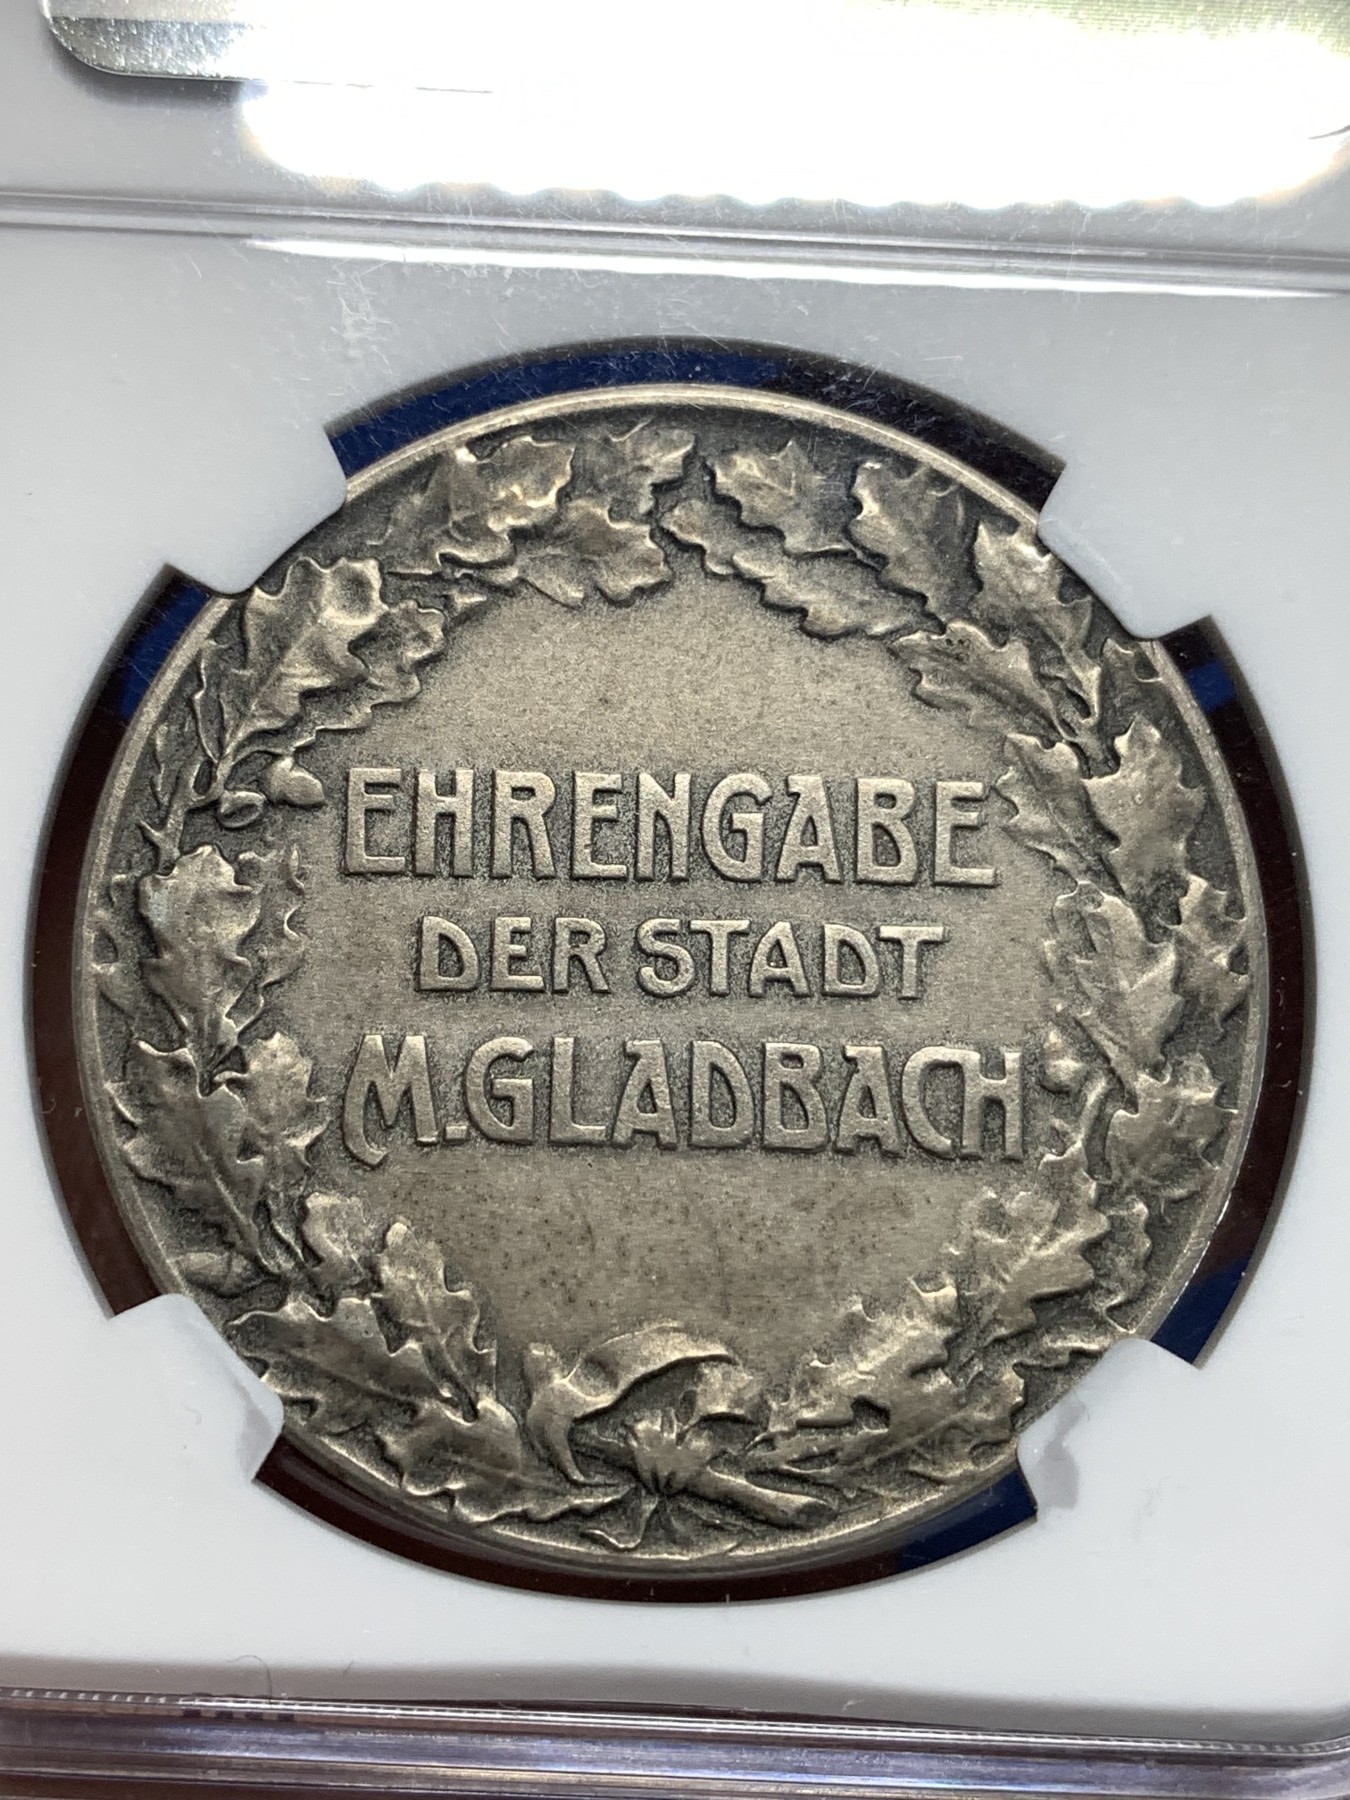 EHRENGABE
DER STADT
M. GLADBACH